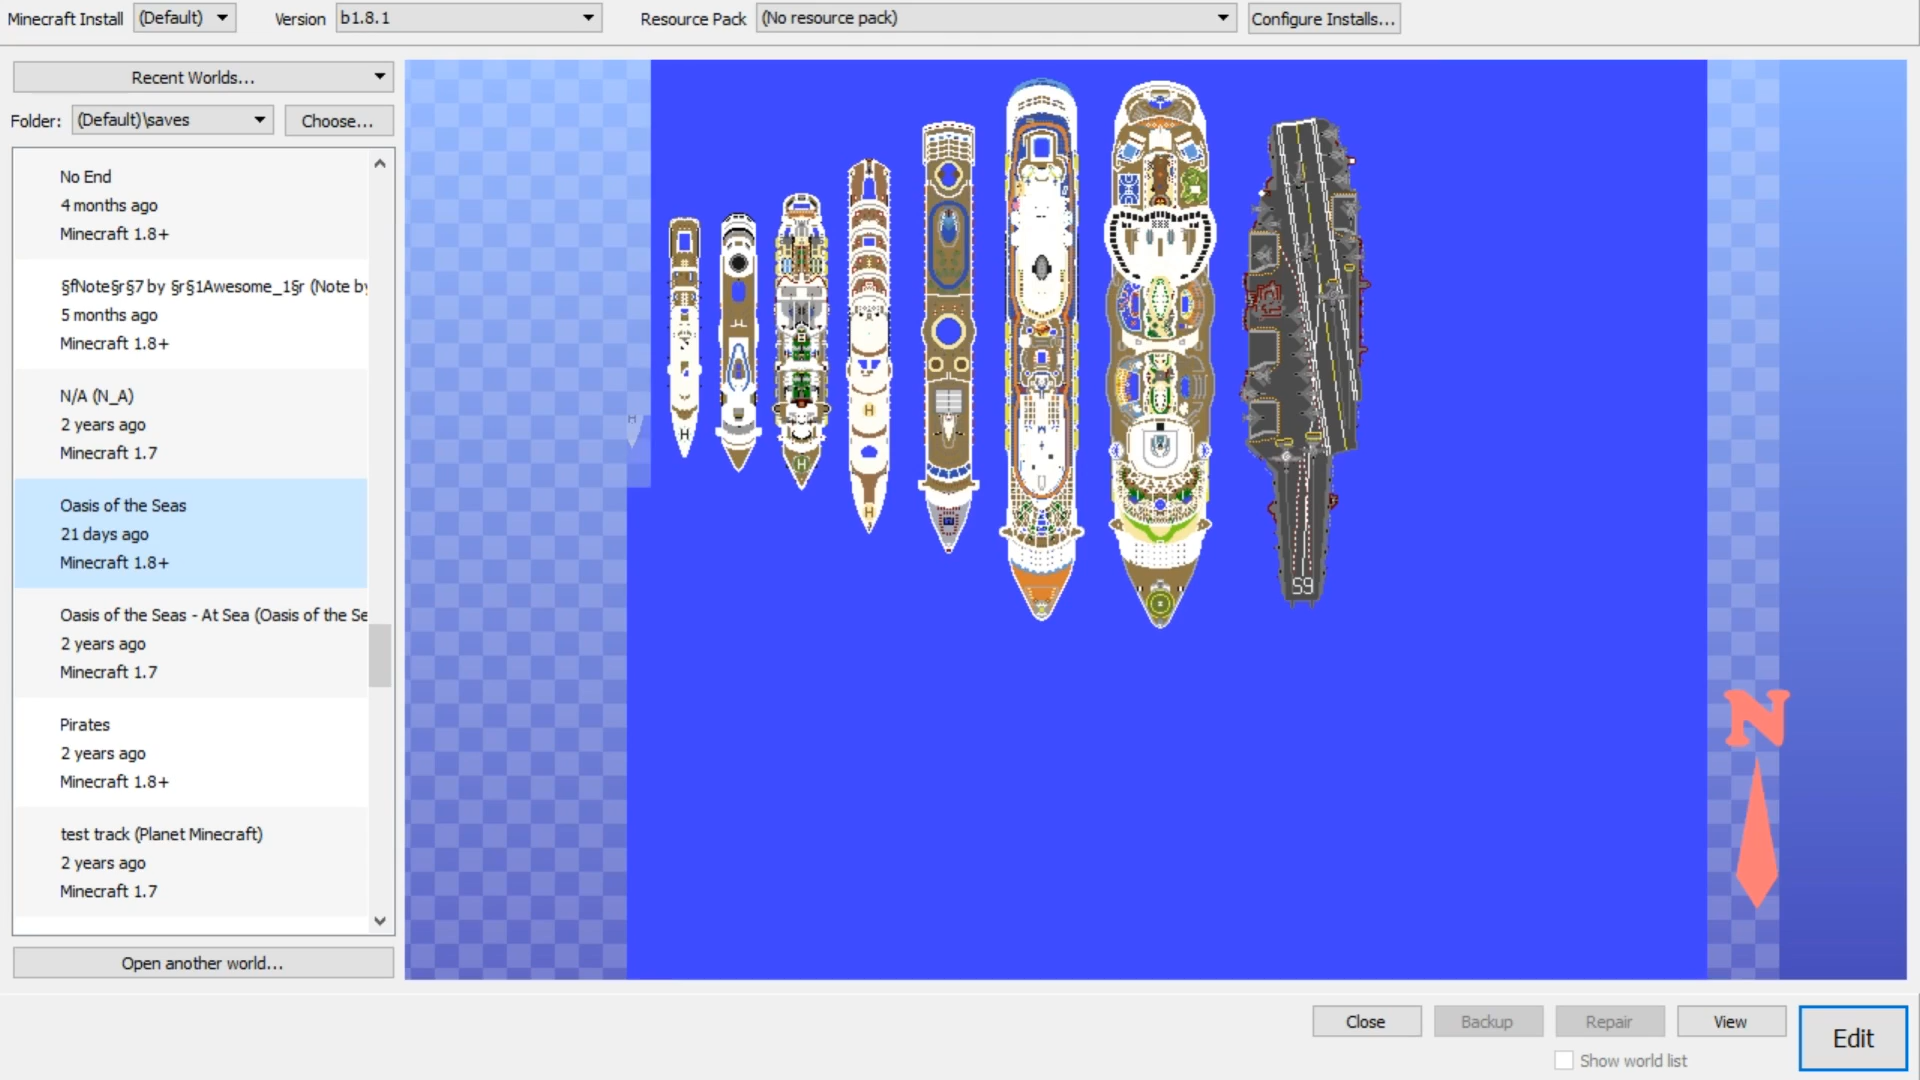 Minecraft Install (Default) Version b1.8.1 Resource Pack (No resource pack) Configure Installs...
Recent Worlds...
Folder: (Default)\saves Choose...
No End
4 months ago
Minecraft 1.8+
§fNote§r§7 by §r§1Awesome_1§r (Note by
5 months ago
Minecraft 1.8+
N/A (N_A)
2 years ago
Minecraft 1.7
Oasis of the Seas
21 days ago
Minecraft 1.8+
Oasis of the Seas - At Sea (Oasis of the Se
2 years ago
Minecraft 1.7
Pirates
2 years ago
Minecraft 1.8+
test track (Planet Minecraft)
2 years ago
Minecraft 1.7
Open another world...
H
H
H
H
H
S9
N
Close Backup Repair View Edit
Show world list